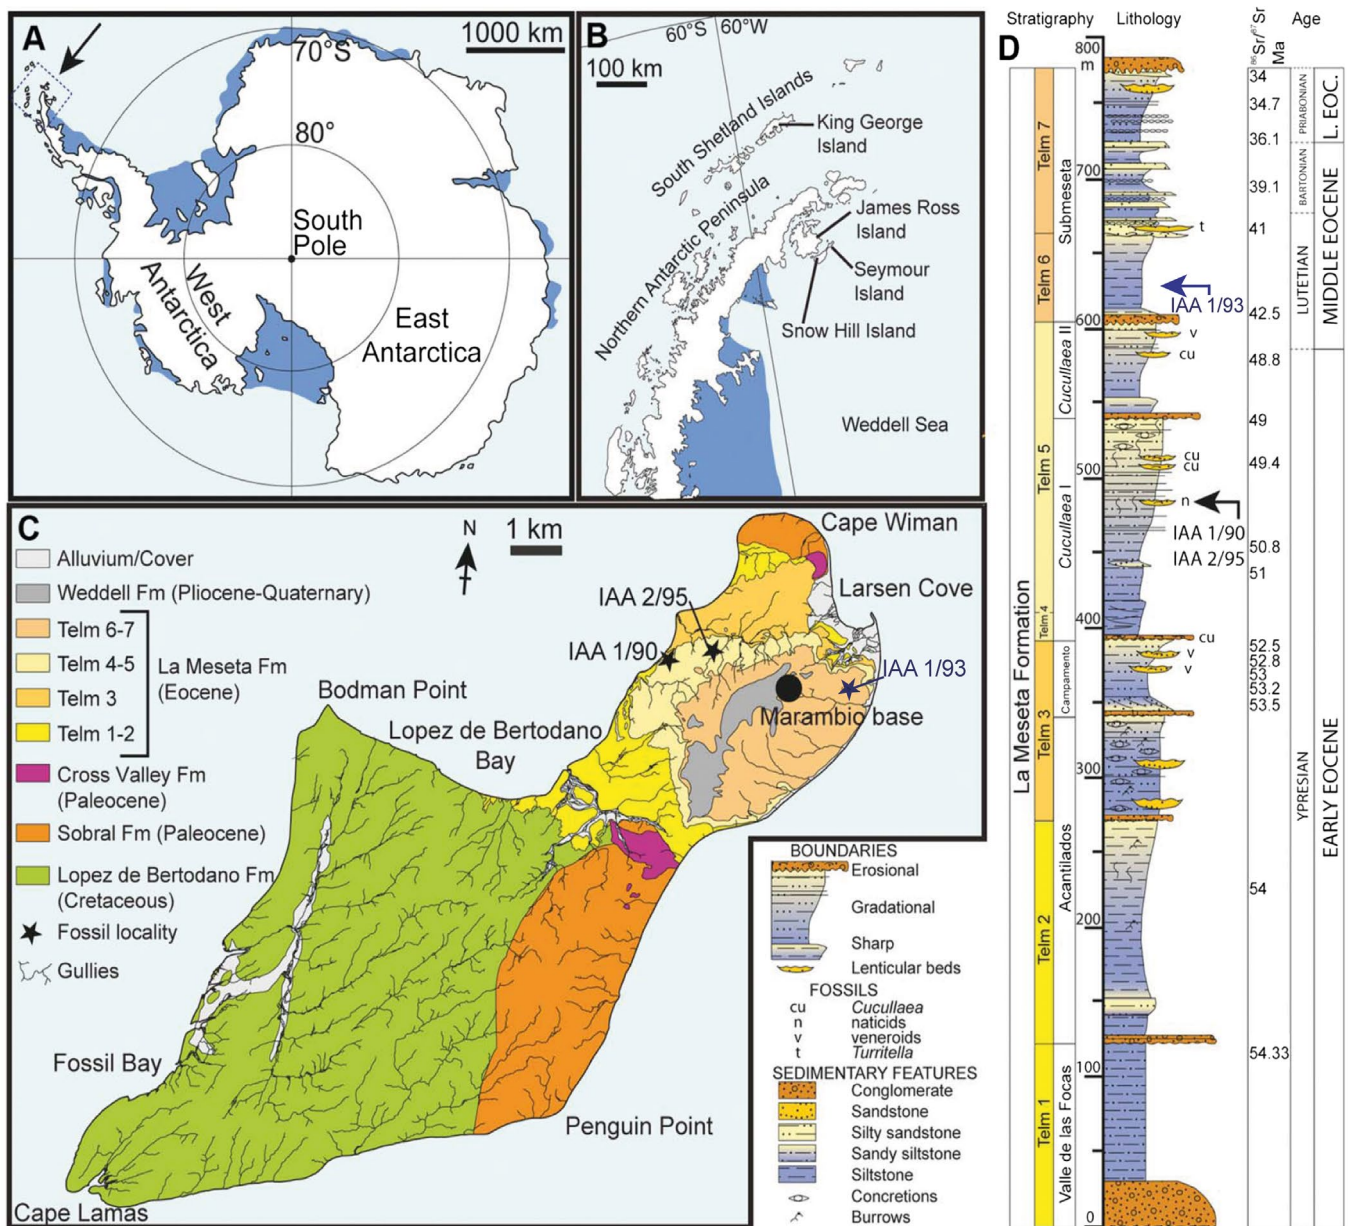 A
1000 km
70°S
80°
South
Pole
West
Antarctica
East
Antarctica
B
60°S
60°W
100 km
South Shetland Islands
King George
Island
Northern Antarctic Peninsula
James Ross
Island
Seymour
Island
Snow Hill Island
Weddell Sea
C
N
1 km
Alluvium/Cover
Weddell Fm (Pliocene-Quaternary)
Telm 6-7
Telm 4-5
Telm 3
Telm 1-2
La Meseta Fm
(Eocene)
Cross Valley Fm
(Paleocene)
Sobral Fm (Paleocene)
Lopez de Bertodano Fm
(Cretaceous)
Fossil locality
Gullies
Cape Wiman
Larsen Cove
IAA 2/95
IAA 1/90
IAA 1/93
Marambio base
Bodman Point
Lopez de Bertodano
Bay
Fossil Bay
Penguin Point
Cape Lamas
BOUNDARIES
Erosional
Gradational
Sharp
Lenticular beds
FOSSILS
cu Cucullaea
n naticids
v veneroids
t Turritella
SEDIMENTARY FEATURES
Conglomerate
Sandstone
Silty sandstone
Sandy siltstone
Siltstone
Concretions
Burrows
D
Stratigraphy
Lithology
86Sr/87Sr
Ma
Age
800
m
700
600
500
400
300
200
100
0
La Meseta Formation
Telm 7
Telm 6
Telm 5
Telm 4
Telm 3
Telm 2
Telm 1
Submeseta
Cucullaea II
Cucullaea I
Campamento
Acantilados
Valle de las Focas
t
IAA 1/93
v
cu
cu
cu
n
IAA 1/90
IAA 2/95
cu
v
v
34
34.7
36.1
39.1
41
42.5
48.8
49
49.4
50.8
51
52.5
52.8
53
53.2
53.5
54
54.33
PRIABONIAN
BARTONIAN
LUTETIAN
YPRESIAN
L. EOC.
MIDDLE EOCENE
EARLY EOCENE